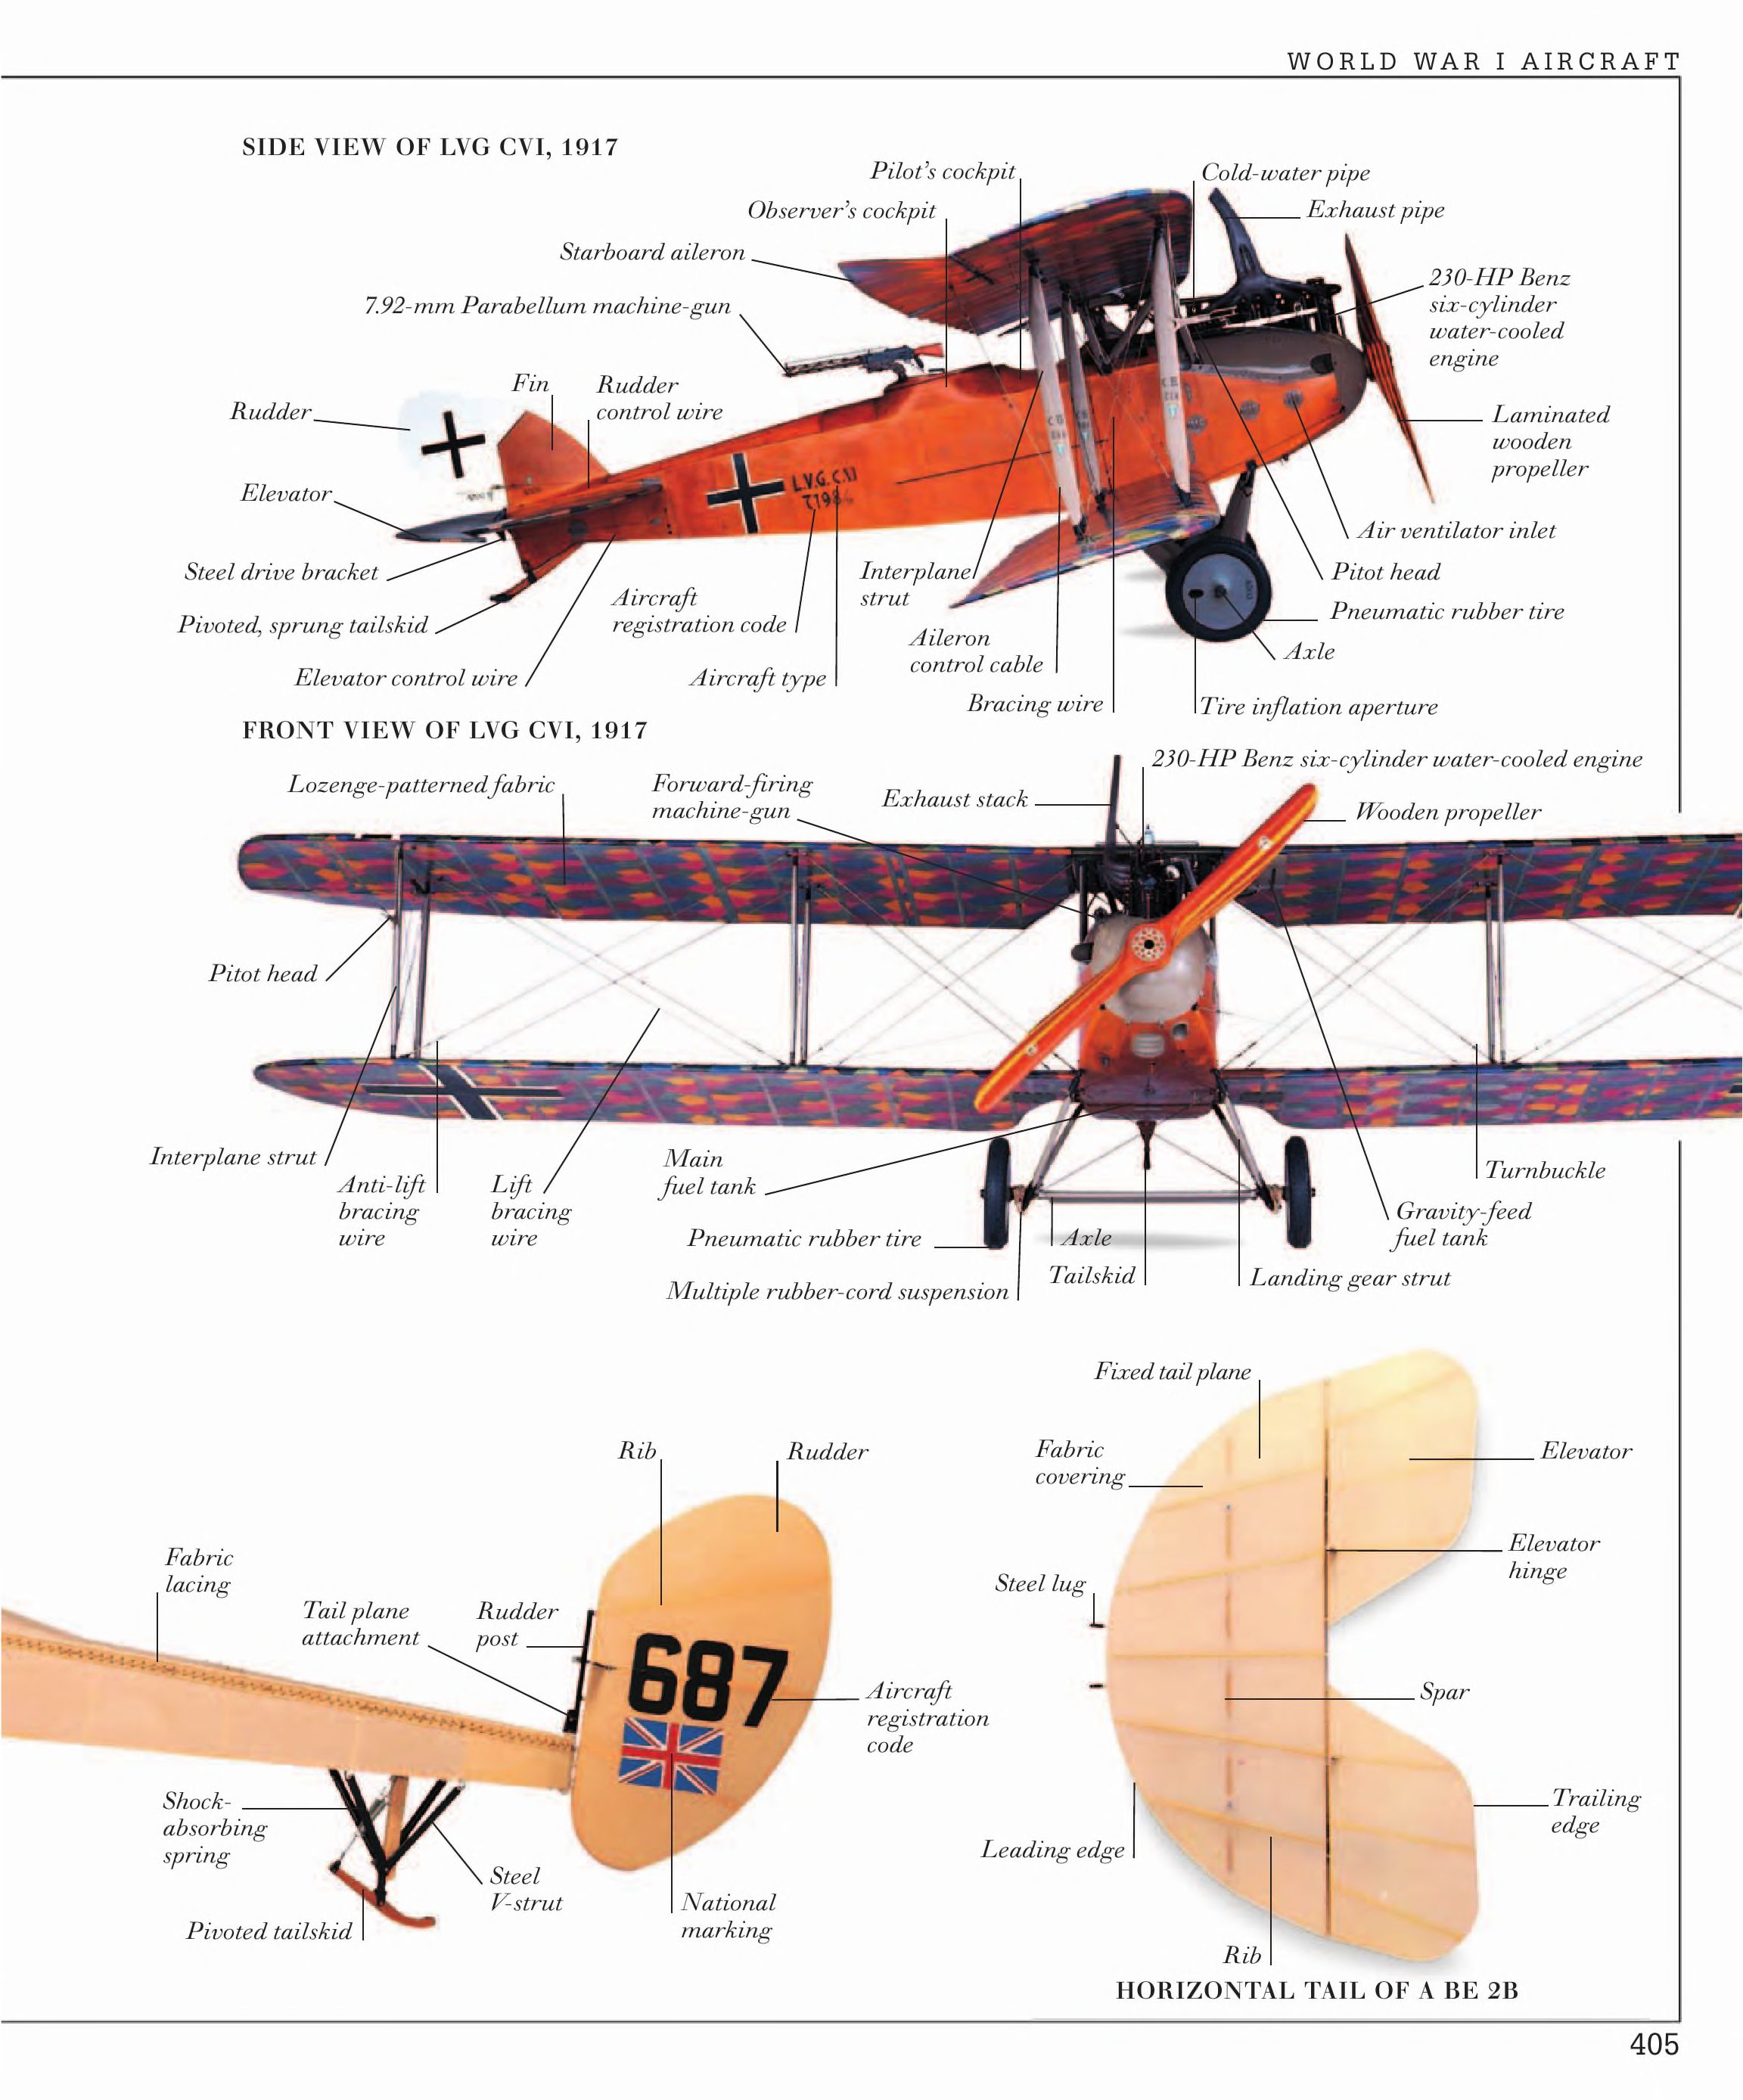 WORLD WAR I AIRCRAFT
SIDE VIEW OF LVG CVI, 1917
Pilot's cockpit
Cold-water pipe
Observer's cockpit
Exhaust pipe
Starboard aileron
7.92-mm Parabellum machine-gun
230-HP Benz
six-cylinder
water-cooled
engine
Fin
Rudder
control wire
Rudder
Laminated
wooden
propeller
Elevator
L.V.G. C.VI
7198
Air ventilator inlet
Steel drive bracket
Interplane
strut
Pitot head
Aircraft
registration code
Pneumatic rubber tire
Pivoted, sprung tailskid
Aileron
control cable
Axle
Elevator control wire
Aircraft type
Bracing wire
Tire inflation aperture
FRONT VIEW OF LVG CVI, 1917
230-HP Benz six-cylinder water-cooled engine
Lozenge-patterned fabric
Forward-firing
machine-gun
Exhaust stack
Wooden propeller
Pitot head
Interplane strut
Anti-lift
bracing
wire
Lift
bracing
wire
Main
fuel tank
Turnbuckle
Gravity-feed
fuel tank
Pneumatic rubber tire
Axle
Tailskid
Landing gear strut
Multiple rubber-cord suspension
Fixed tail plane
Rib
Rudder
Fabric
covering
Elevator
Fabric
lacing
Elevator
hinge
Steel lug
Tail plane
attachment
Rudder
post
687
Aircraft
registration
code
Spar
Shock-
absorbing
spring
Trailing
edge
Leading edge
Steel
V-strut
National
marking
Pivoted tailskid
Rib
HORIZONTAL TAIL OF A BE 2B
405